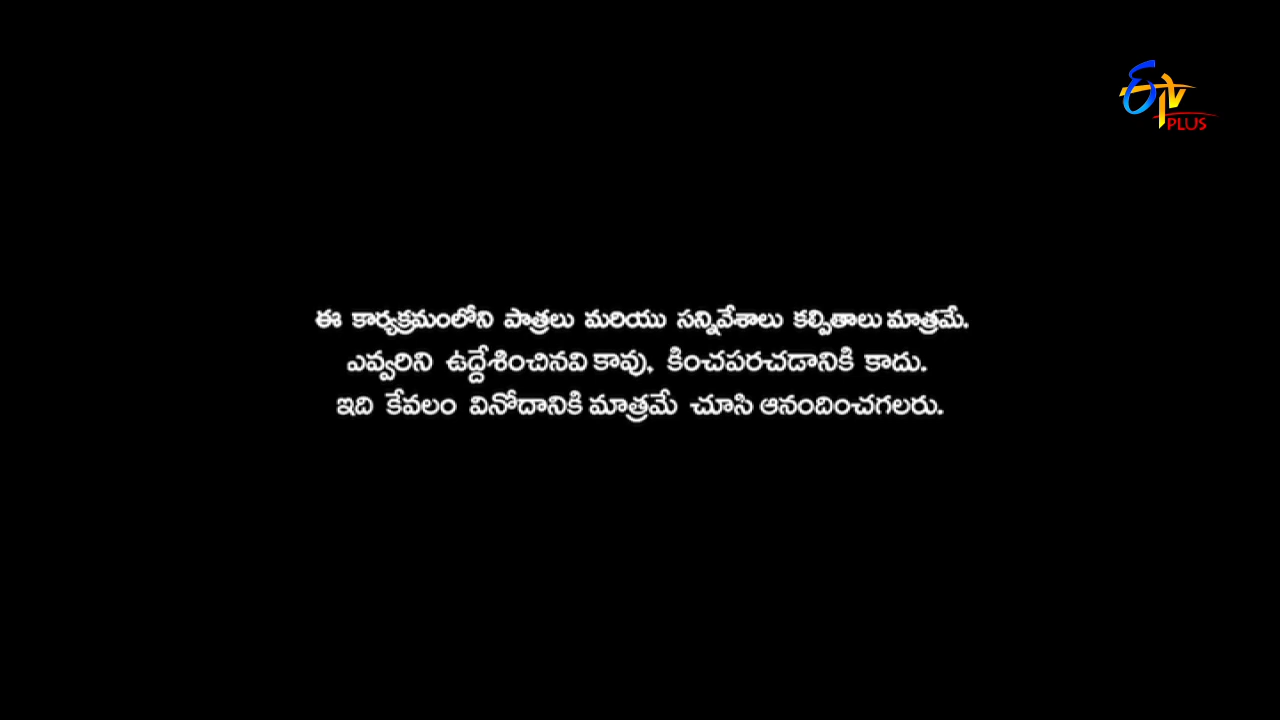 ETV
PLUS
ఈ కార్యక్రమంలోని పాత్రలు మరియు సన్నివేశాలు కల్పితాలు మాత్రమే.
ఎవ్వరిని ఉద్దేశించినవి కావు, కించపరచడానికి కాదు.
ఇది కేవలం వినోదానికి మాత్రమే చూసి ఆనందించగలరు.